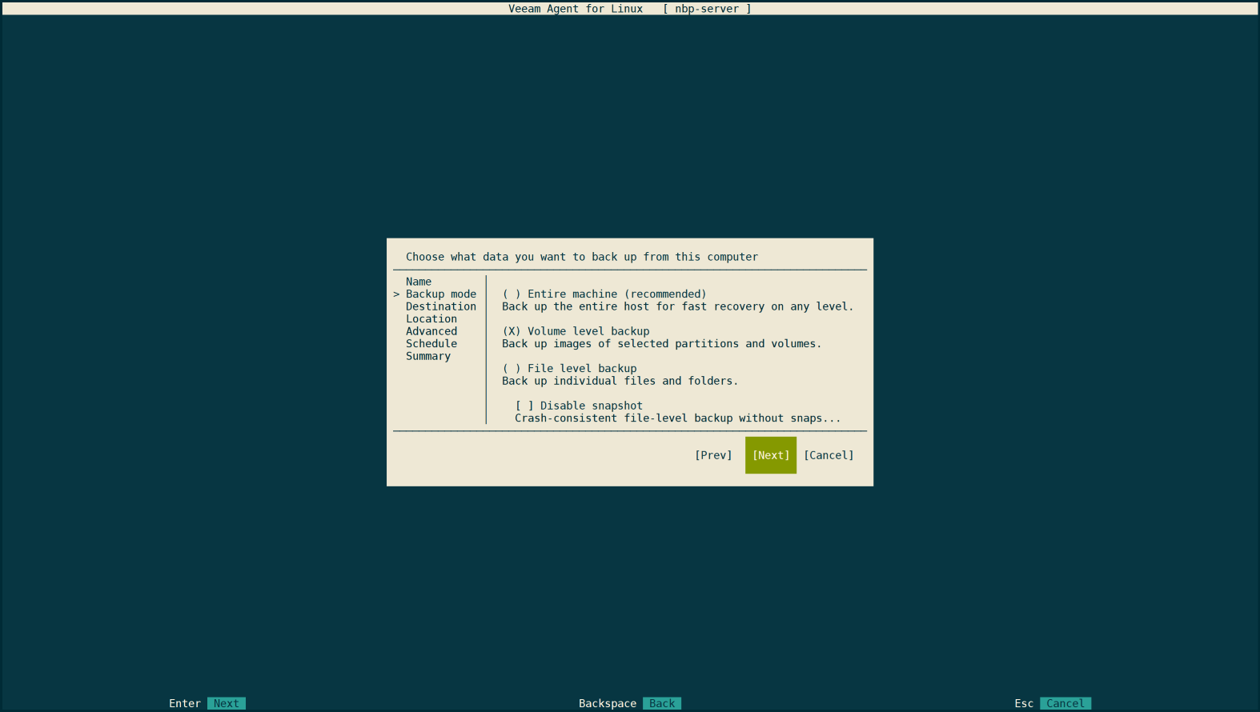 Veeam Agent for Linux [ nbp-server ]
Choose what data you want to back up from this computer
Name
> Backup mode
Destination
Location
Advanced
Schedule
Summary
( ) Entire machine (recommended)
Back up the entire host for fast recovery on any level.
(X) Volume level backup
Back up images of selected partitions and volumes.
( ) File level backup
Back up individual files and folders.
[ ] Disable snapshot
Crash-consistent file-level backup without snaps...
[Prev] [Next] [Cancel]
Enter Next Backspace Back Esc Cancel